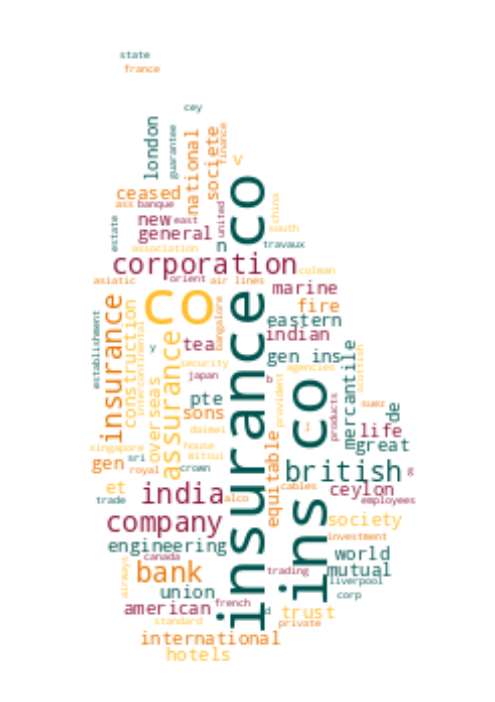 state
france
cey
london
guarantee
national
societe
finance
v
insurance co
ceased
ass banque
new east
general
united
china
south
estate
association
n
travaux
corporation
colman
asiatic
orient air lines
marine
co
fire
insurance
construction
intercontinental
bangalore
eastern
indian
establishment
y
tea
assurance
gen ins
mercantile
scottish
security
agencies
japan
b
overseas
pte
provident
ins co
products
suez
de
sons
daimei
i
life
great
singapore
house
mitsui
equitable
gen
sri
royal
crown
british
g
et
india
alco
cables
ceylon
trade
employees
company
society
engineering
investment
canada
world
bank
trading
mutual
airways
liverpool
union
corp
american
french
d
trust
standard
private
international
hotels